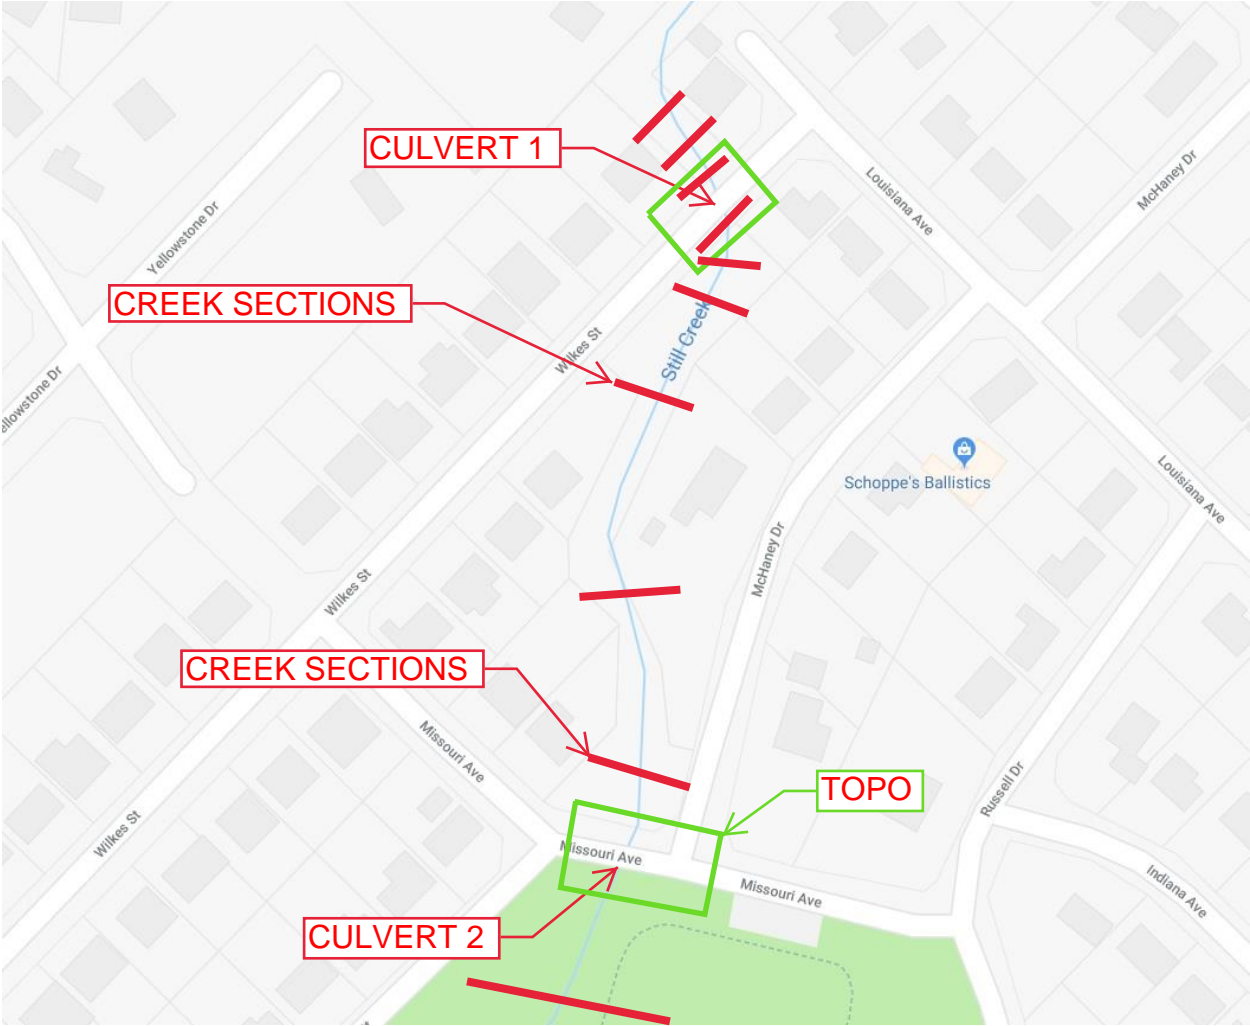 CULVERT 1
Louisiana Ave
McHaney Dr
Yellowstone Dr
CREEK SECTIONS
Still Creek
Wilkes St
ellowstone Dr
Schoppe's Ballistics
Louisiana Ave
McHaney Dr
Wilkes St
CREEK SECTIONS
Missouri Ave
TOPO
Russell Dr
Wilkes St
Missouri Ave
Missouri Ave
Indiana Ave
CULVERT 2